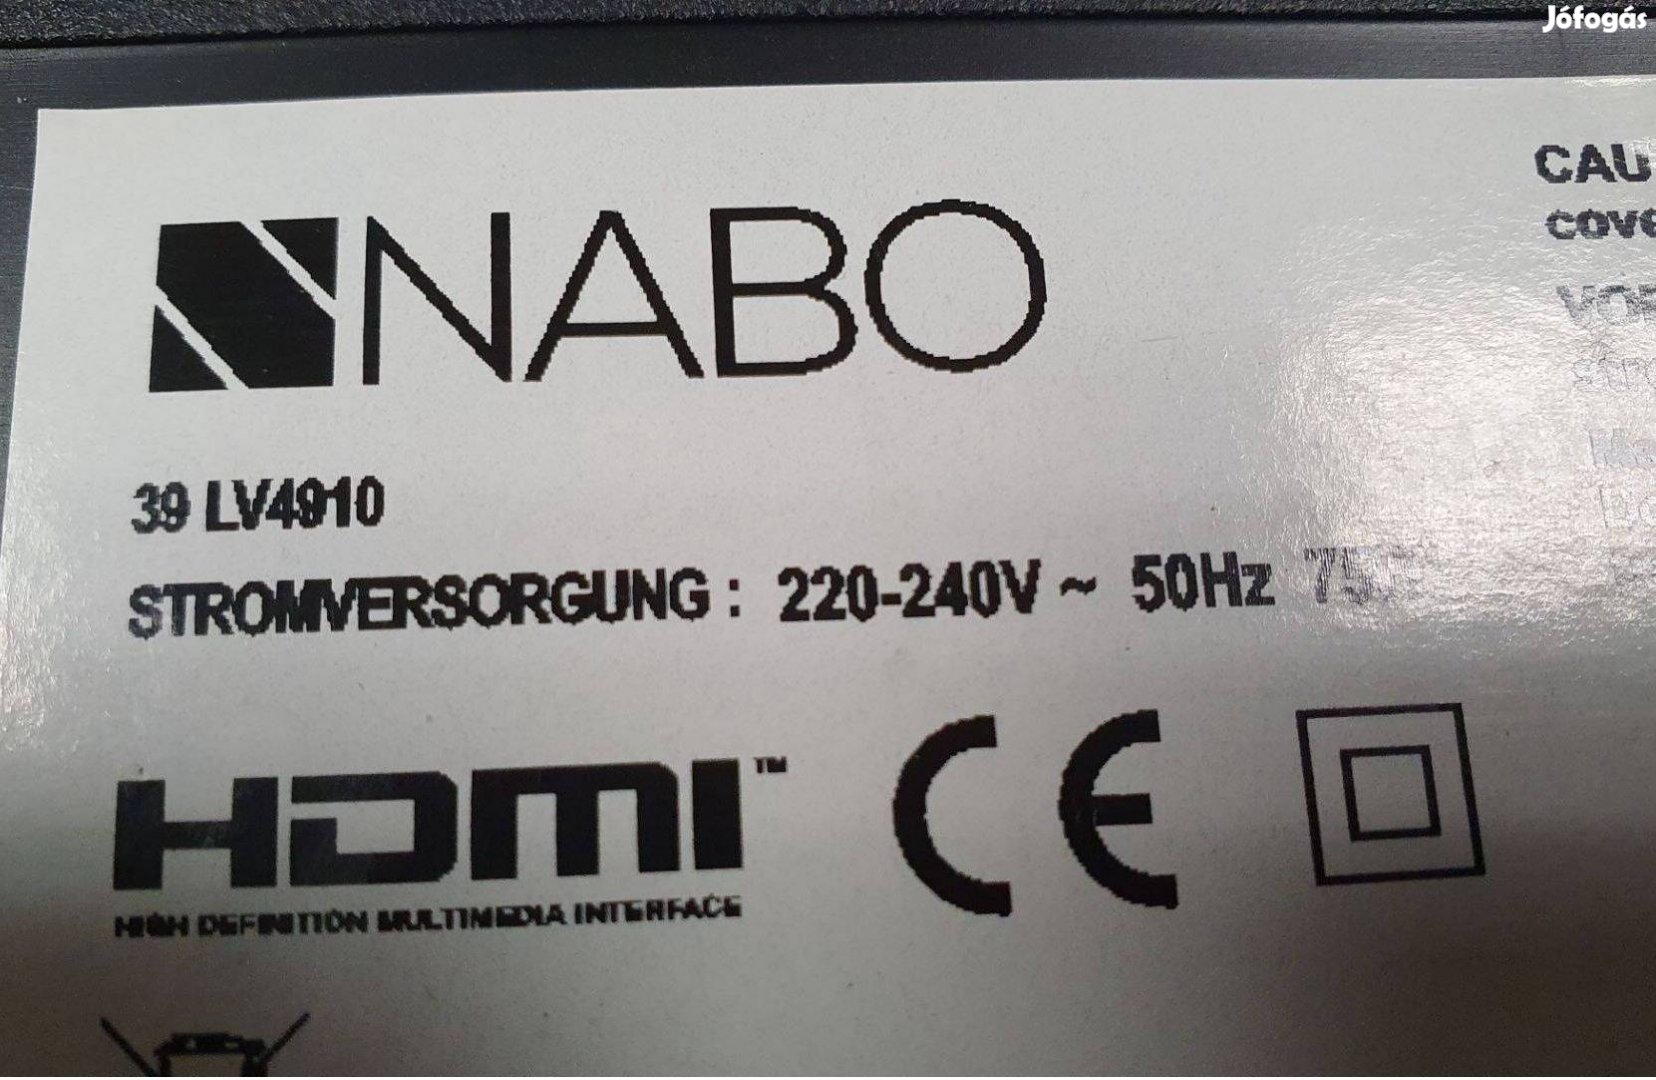 Jófogás
NABO
39 LV4910
STROMVERSORGUNG : 220-240V ~ 50Hz
HDMI™
HIGH DEFINITION MULTIMEDIA INTERFACE
CE
CAU
cove